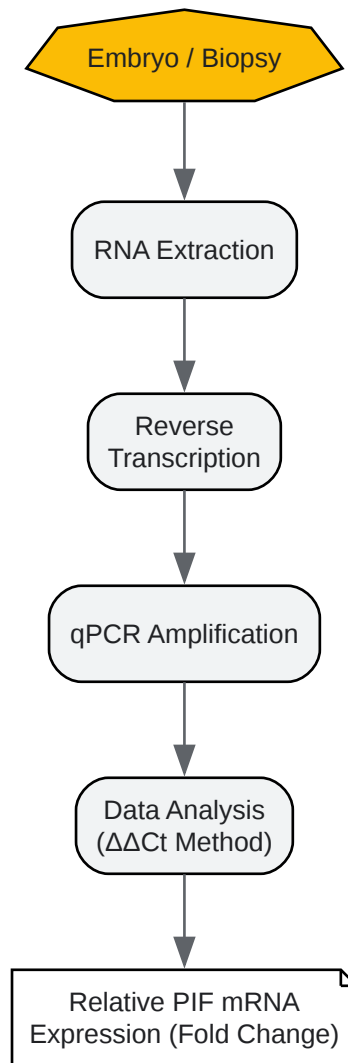 Embryo / Biopsy
RNA Extraction
Reverse
Transcription
qPCR Amplification
Data Analysis
(ΔΔCt Method)
Relative PIF mRNA
Expression (Fold Change)